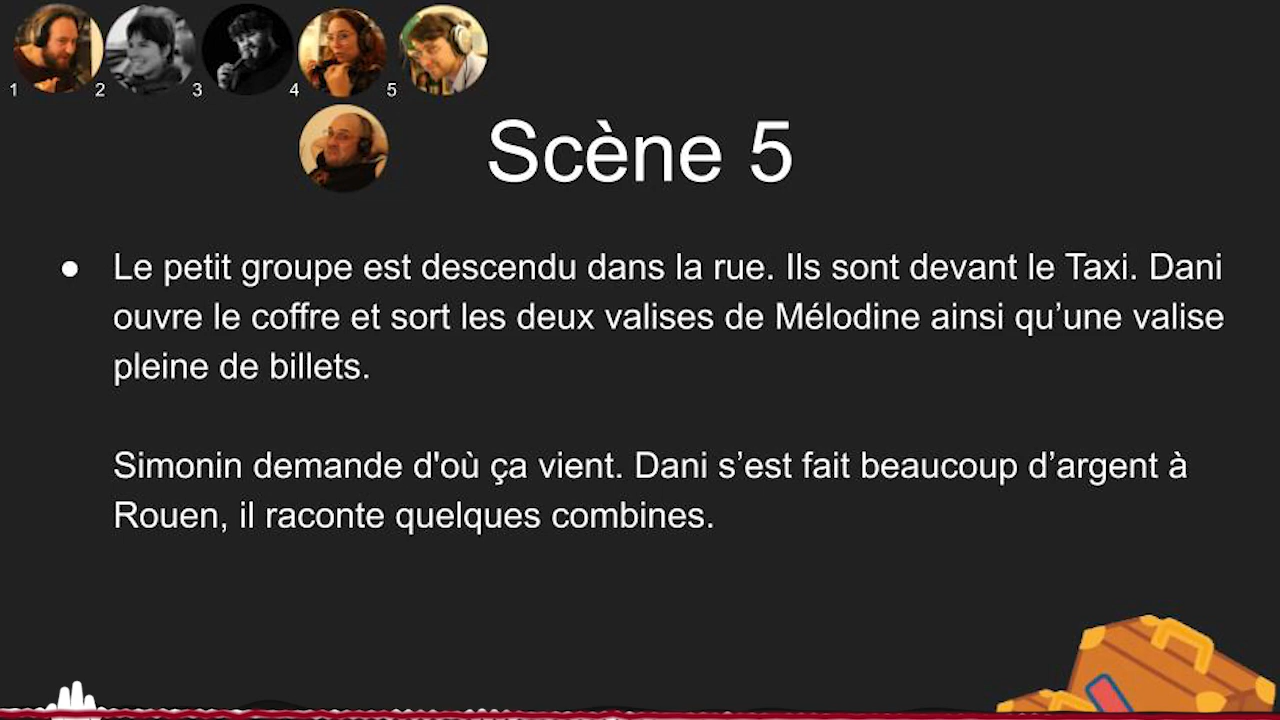 1 2 3 4 5
Scène 5
● Le petit groupe est descendu dans la rue. Ils sont devant le Taxi. Dani
ouvre le coffre et sort les deux valises de Mélodine ainsi qu’une valise
pleine de billets.
Simonin demande d'où ça vient. Dani s’est fait beaucoup d’argent à
Rouen, il raconte quelques combines.